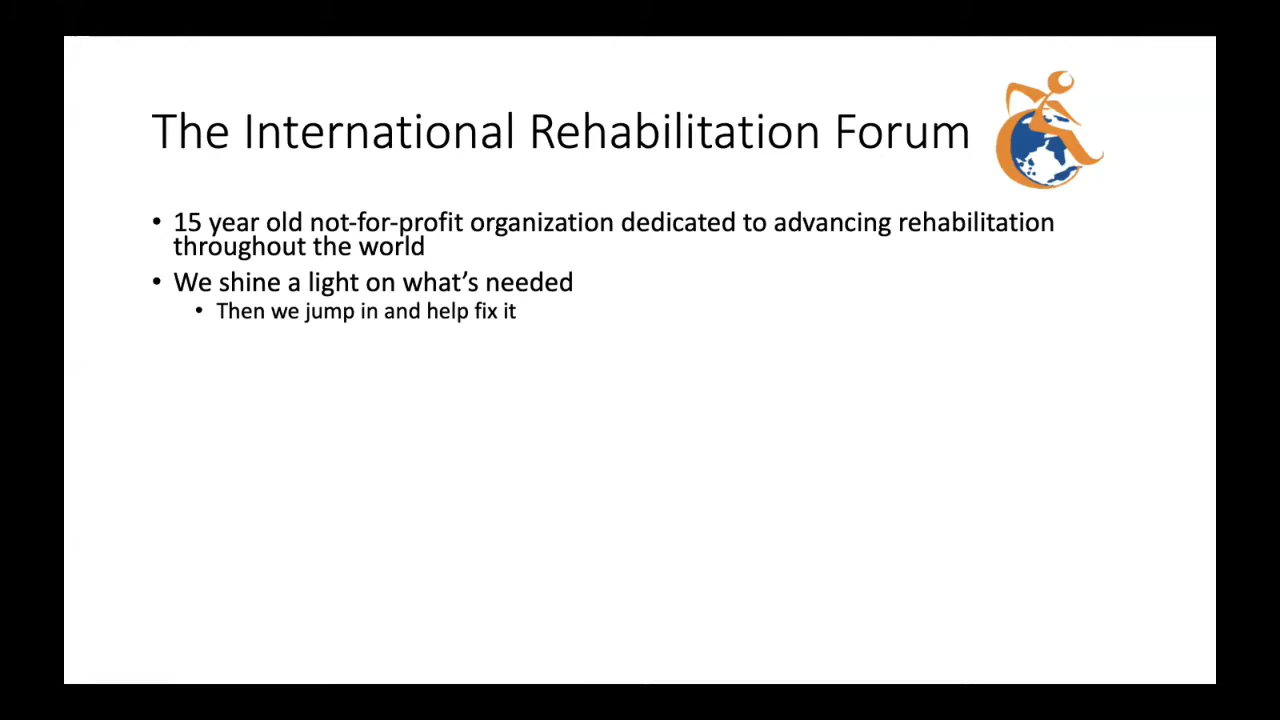 The International Rehabilitation Forum
• 15 year old not-for-profit organization dedicated to advancing rehabilitation
throughout the world
• We shine a light on what’s needed
• Then we jump in and help fix it